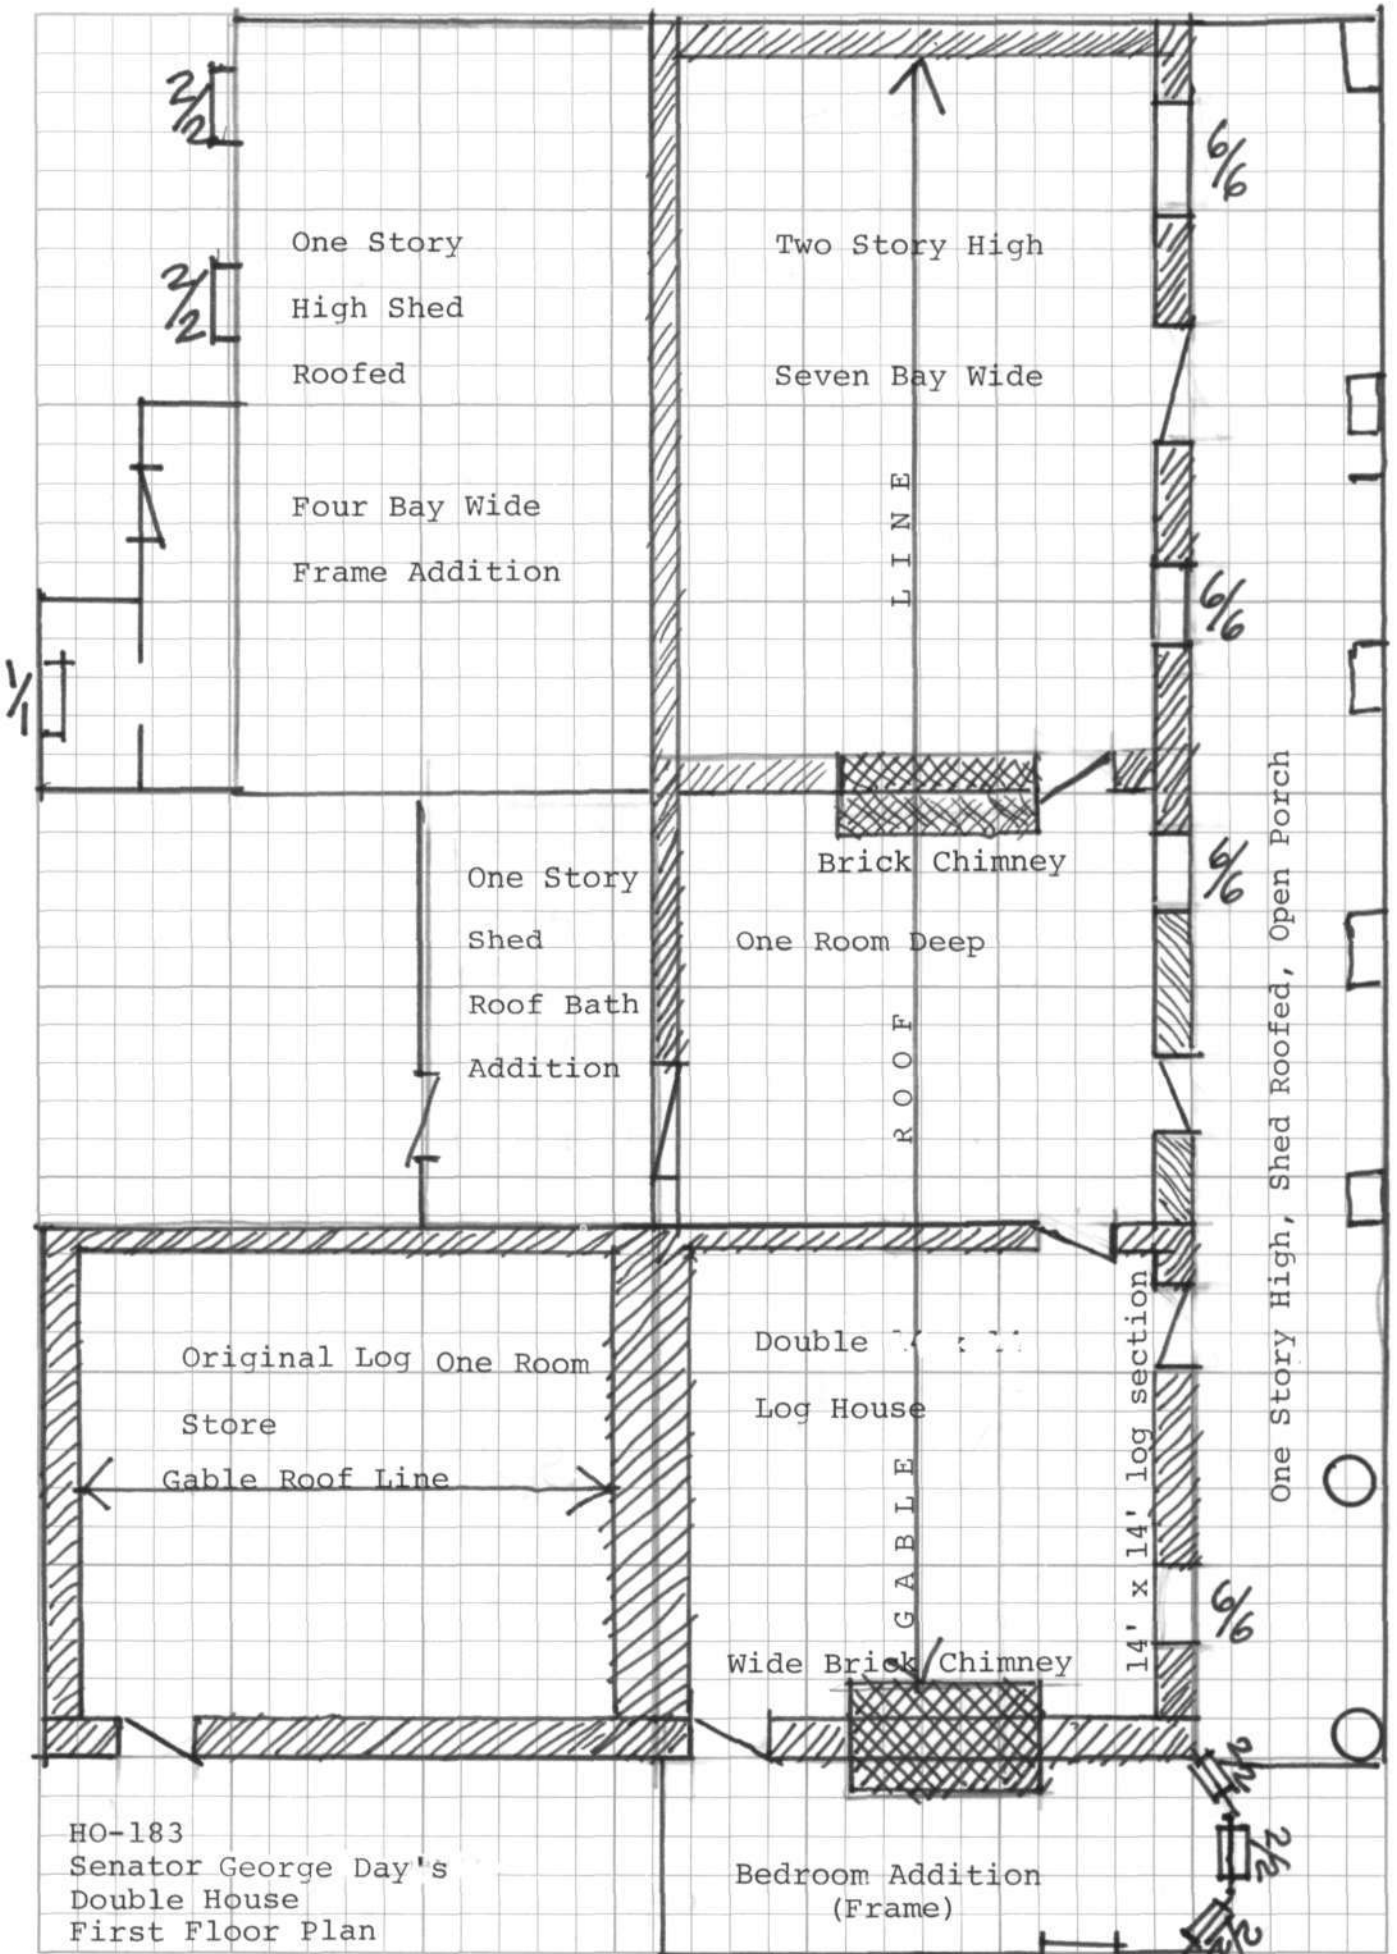 2/2
6/6
One Story
High Shed
Roofed
Two Story High
2/2
Seven Bay Wide
Four Bay Wide
Frame Addition
LINE
6/6
1/1
Brick Chimney
6/6
One Story
Shed
Roof Bath
Addition
One Room Deep
ROOF
One Story High, Shed Roofed, Open Porch
Original Log One Room
Store
Gable Roof Line
Double
Log House
GABLE
14' x 14' log section
6/6
Wide Brick Chimney
2/2
2/2
2/2
HO-183
Senator George Day's
Double House
First Floor Plan
Bedroom Addition
(Frame)